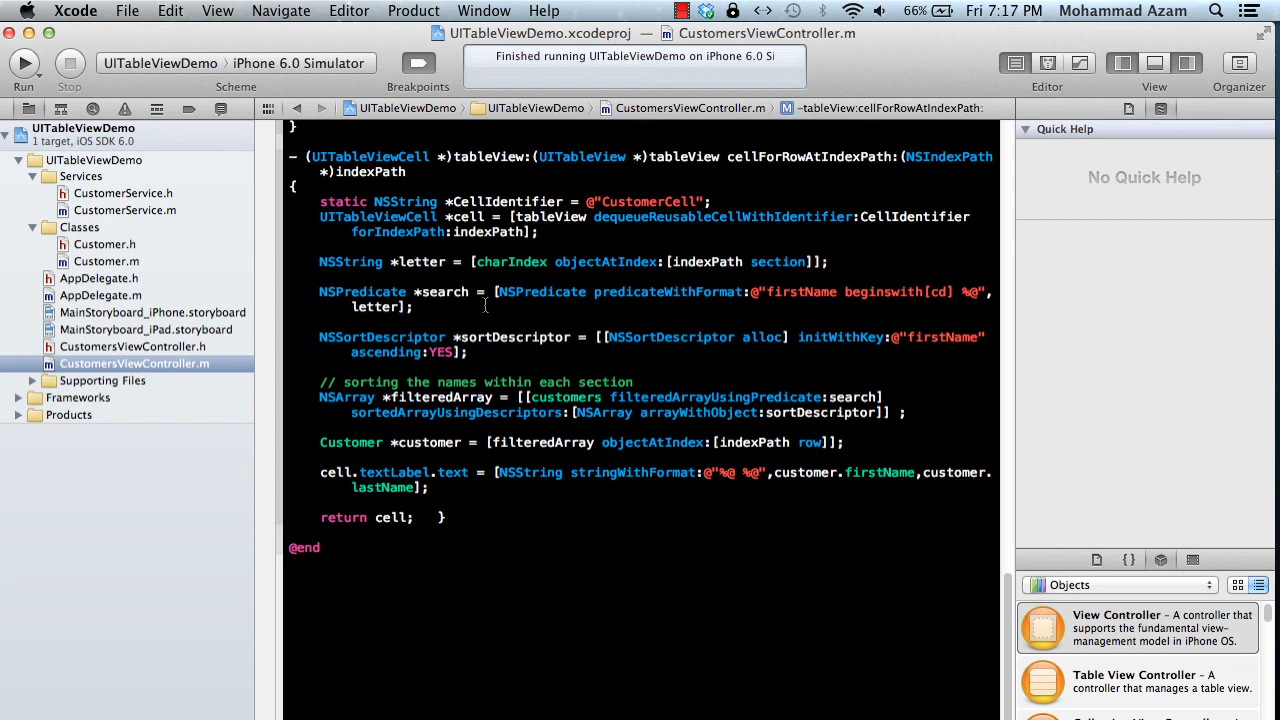 Xcode File Edit View Navigate Editor Product Window Help 66% Fri 7:17 PM Mohammad Azam
UITableViewDemo.xcodeproj — CustomersViewController.m
UITableViewDemo › iPhone 6.0 Simulator
Finished running UITableViewDemo on iPhone 6.0 Si
Run Stop Scheme Breakpoints Editor View Organizer
UITableViewDemo › UITableViewDemo › CustomersViewController.m › -tableView:cellForRowAtIndexPath:
UITableViewDemo
1 target, iOS SDK 6.0
UITableViewDemo
Services
CustomerService.h
CustomerService.m
Classes
Customer.h
Customer.m
AppDelegate.h
AppDelegate.m
MainStoryboard_iPhone.storyboard
MainStoryboard_iPad.storyboard
CustomersViewController.h
CustomersViewController.m
Supporting Files
Frameworks
Products
}
- (UITableViewCell *)tableView:(UITableView *)tableView cellForRowAtIndexPath:(NSIndexPath
*)indexPath
{
static NSString *CellIdentifier = @"CustomerCell";
UITableViewCell *cell = [tableView dequeueReusableCellWithIdentifier:CellIdentifier
forIndexPath:indexPath];
NSString *letter = [charIndex objectAtIndex:[indexPath section]];
NSPredicate *search = [NSPredicate predicateWithFormat:@"firstName beginswith[cd] %@",
letter];
NSSortDescriptor *sortDescriptor = [[NSSortDescriptor alloc] initWithKey:@"firstName"
ascending:YES];
// sorting the names within each section
NSArray *filteredArray = [[customers filteredArrayUsingPredicate:search]
sortedArrayUsingDescriptors:[NSArray arrayWithObject:sortDescriptor]] ;
Customer *customer = [filteredArray objectAtIndex:[indexPath row]];
cell.textLabel.text = [NSString stringWithFormat:@"%@ %@",customer.firstName,customer.
lastName];
return cell; }
@end
Quick Help
No Quick Help
Objects
View Controller - A controller that
supports the fundamental view-
management model in iPhone OS.
Table View Controller - A
controller that manages a table view.